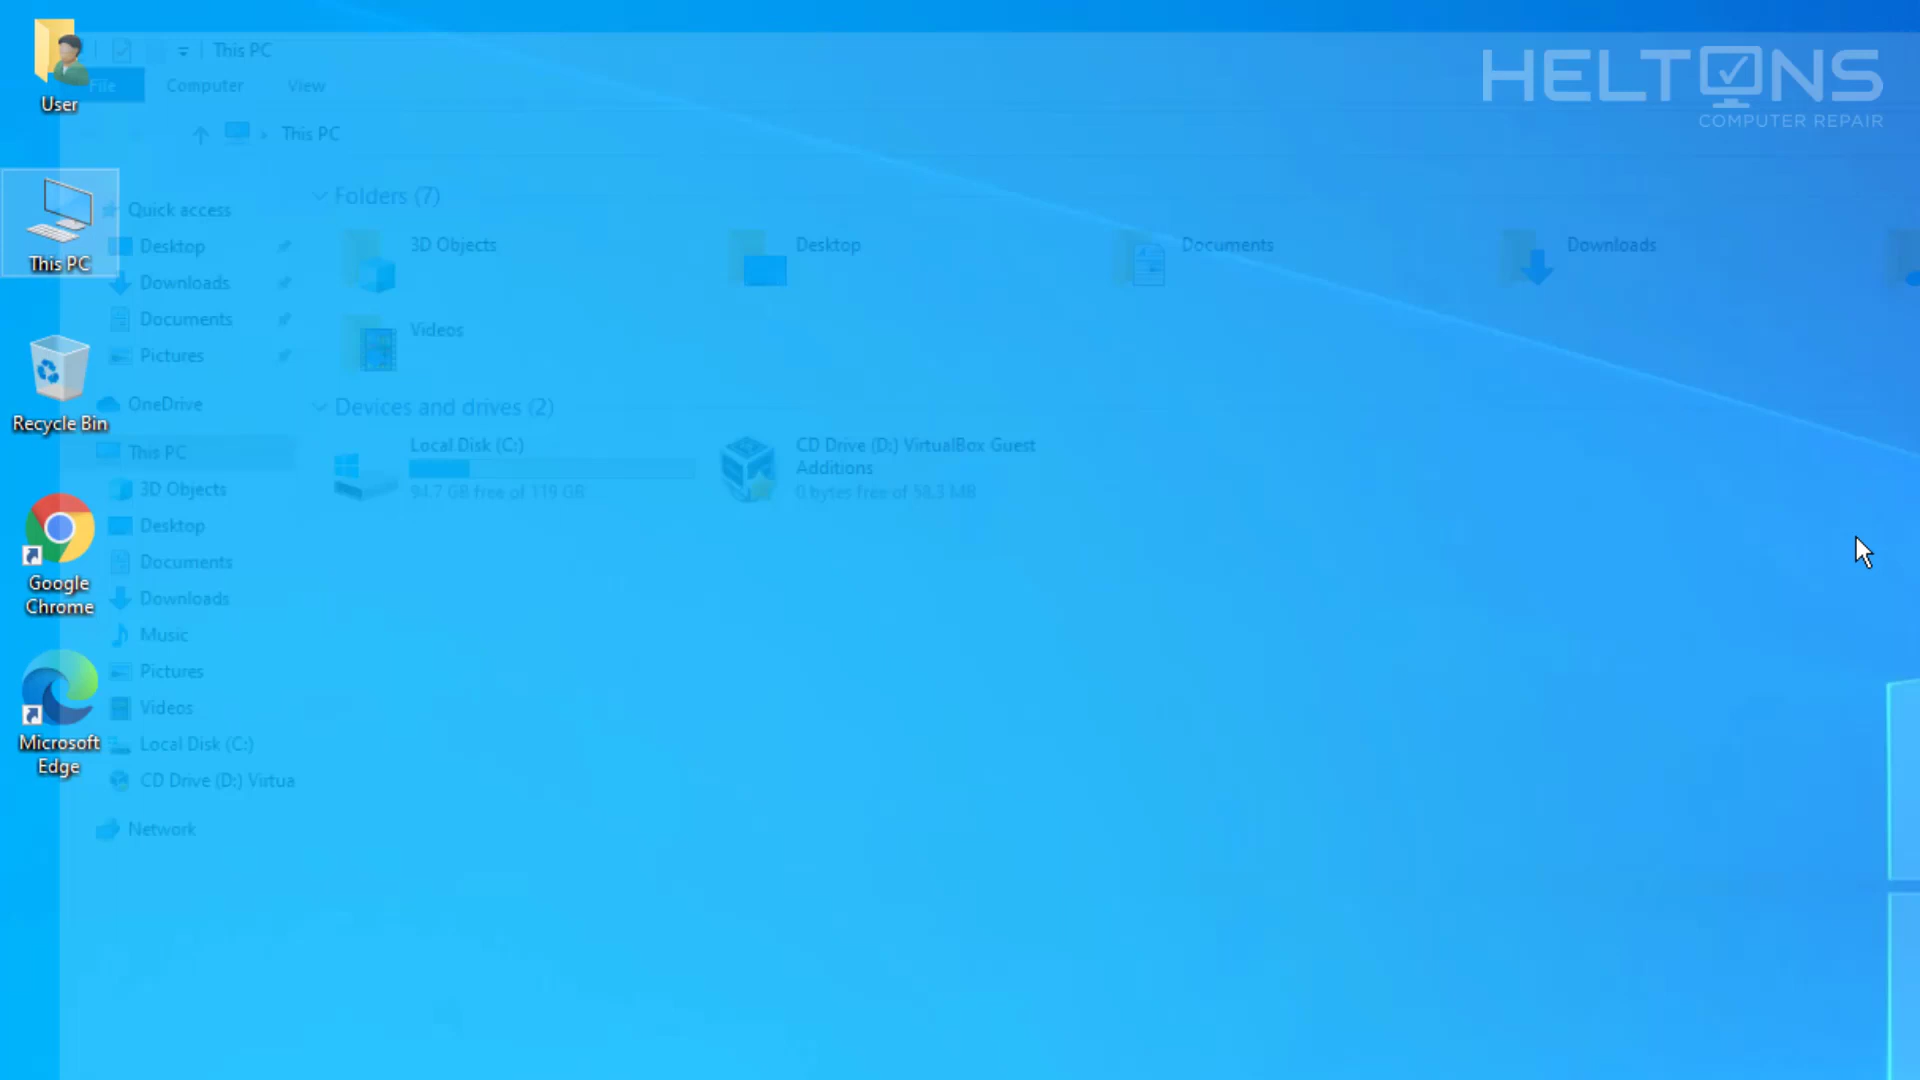 This PC
File
Computer
View
This PC
HELTONS
COMPUTER REPAIR
User
This PC
Recycle Bin
Google
Chrome
Microsoft
Edge
Quick access
Desktop
Downloads
Documents
Pictures
OneDrive
This PC
3D Objects
Desktop
Documents
Downloads
Music
Pictures
Videos
Local Disk (C:)
CD Drive (D:) Virtua
Network
Folders (7)
3D Objects
Desktop
Documents
Downloads
Videos
Devices and drives (2)
Local Disk (C:)
94.7 GB free of 119 GB
CD Drive (D:) VirtualBox Guest
Additions
0 bytes free of 58.3 MB